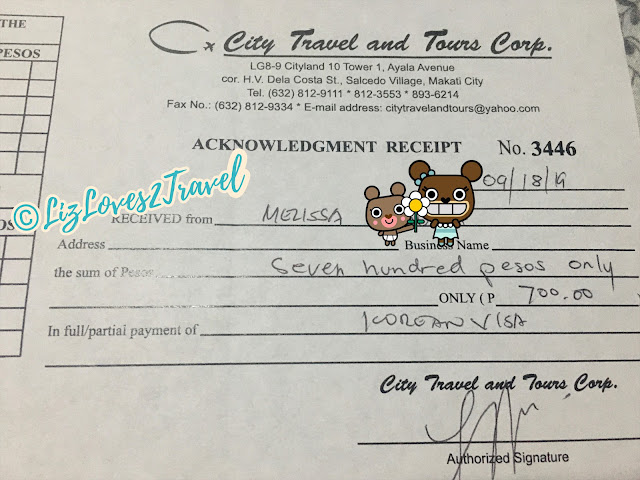 THE
PESOS
OS
City Travel and Tours Corp.
LG8-9 Cityland 10 Tower 1, Ayala Avenue
cor. H.V. Dela Costa St., Salcedo Village, Makati City
Tel. (632) 812-9111 * 812-3553 * 893-6214
Fax No.: (632) 812-9334 * E-mail address: citytravelandtours@yahoo.com
ACKNOWLEDGMENT RECEIPT No. 3446
09/18/19
© LizLoves2Travel
RECEIVED from MELISSA
Address Business Name
the sum of Pesos Seven hundred pesos only
ONLY ( P 700.00
In full/partial payment of KOREAN VISA
City Travel and Tours Corp.
Authorized Signature